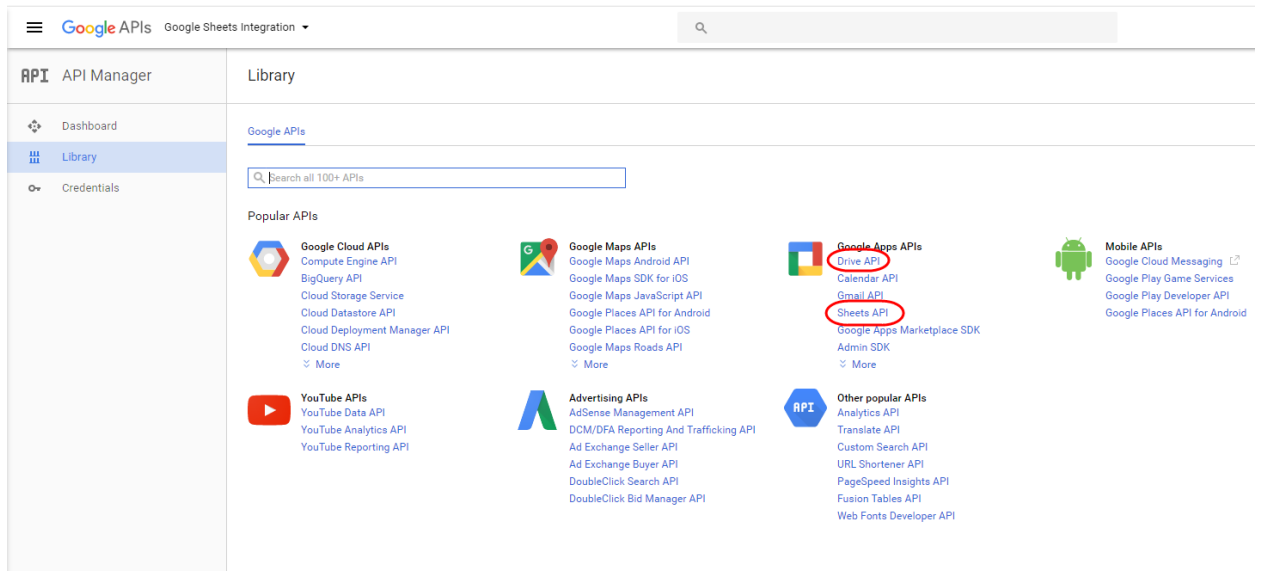 Google APIs Google Sheets Integration
API API Manager
Library
Dashboard
Library
Credentials
Google APIs
Search all 100+ APIs
Popular APIs
Google Cloud APIs
Compute Engine API
BigQuery API
Cloud Storage Service
Cloud Datastore API
Cloud Deployment Manager API
Cloud DNS API
More
G
Google Maps APIs
Google Maps Android API
Google Maps SDK for iOS
Google Maps JavaScript API
Google Places API for Android
Google Places API for iOS
Google Maps Roads API
More
Google Apps APIs
Drive API
Calendar API
Gmail API
Sheets API
Google Apps Marketplace SDK
Admin SDK
More
Mobile APIs
Google Cloud Messaging
Google Play Game Services
Google Play Developer API
Google Places API for Android
YouTube APIs
YouTube Data API
YouTube Analytics API
YouTube Reporting API
Advertising APIs
AdSense Management API
DCM/DFA Reporting And Trafficking API
Ad Exchange Seller API
Ad Exchange Buyer API
DoubleClick Search API
DoubleClick Bid Manager API
API
Other popular APIs
Analytics API
Translate API
Custom Search API
URL Shortener API
PageSpeed Insights API
Fusion Tables API
Web Fonts Developer API